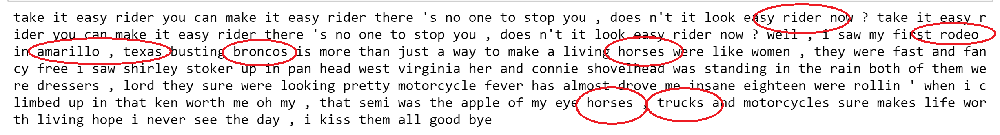 take it easy rider you can make it easy rider there 's no one to stop you , does n't it look easy rider now ? take it easy r
ider you can make it easy rider there 's no one to stop you , does n't it look easy rider now ? well , i saw my first rodeo
in amarillo , texas busting broncos is more than just a way to make a living horses were like women , they were fast and fan
cy free i saw shirley stoker up in pan head west virginia her and connie shovelhead was standing in the rain both of them we
re dressers , lord they sure were looking pretty motorcycle fever has almost drove me insane eighteen were rollin ' when i c
limbed up in that ken worth me oh my , that semi was the apple of my eye horses , trucks and motorcycles sure makes life wor
th living hope i never see the day , i kiss them all good bye